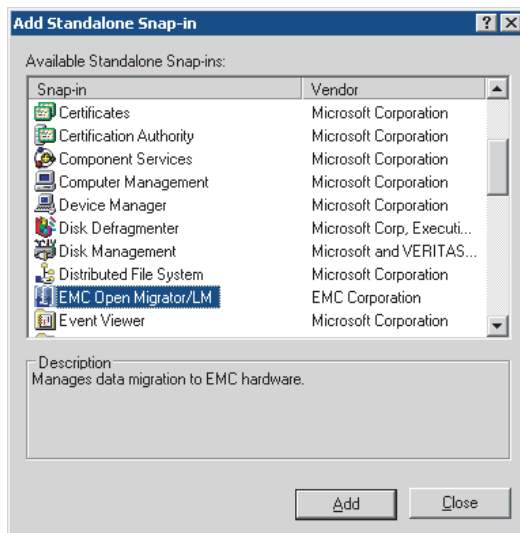 Add Standalone Snap-in
Available Standalone Snap-ins:
Snap-in Vendor
Certificates Microsoft Corporation
Certification Authority Microsoft Corporation
Component Services Microsoft Corporation
Computer Management Microsoft Corporation
Device Manager Microsoft Corporation
Disk Defragmenter Microsoft Corp, Executi...
Disk Management Microsoft and VERITAS...
Distributed File System Microsoft Corporation
EMC Open Migrator/LM EMC Corporation
Event Viewer Microsoft Corporation
Description
Manages data migration to EMC hardware.
Add Close